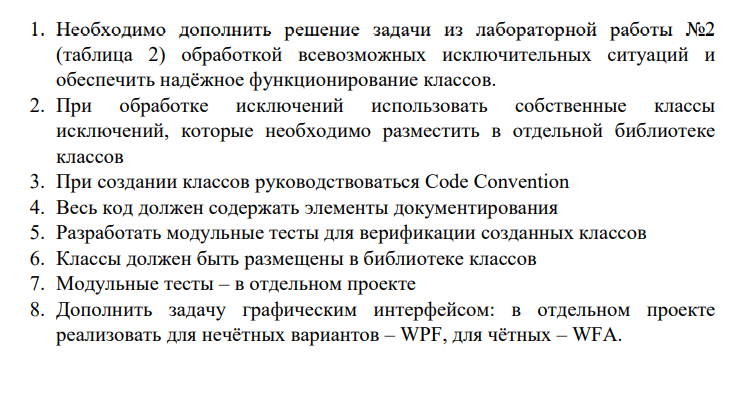 1. Необходимо дополнить решение задачи из лабораторной работы №2
(таблица 2) обработкой всевозможных исключительных ситуаций и
обеспечить надёжное функционирование классов.
2. При обработке исключений использовать собственные классы
исключений, которые необходимо разместить в отдельной библиотеке
классов
3. При создании классов руководствоваться Code Convention
4. Весь код должен содержать элементы документирования
5. Разработать модульные тесты для верификации созданных классов
6. Классы должен быть размещены в библиотеке классов
7. Модульные тесты – в отдельном проекте
8. Дополнить задачу графическим интерфейсом: в отдельном проекте
реализовать для нечётных вариантов – WPF, для чётных – WFA.